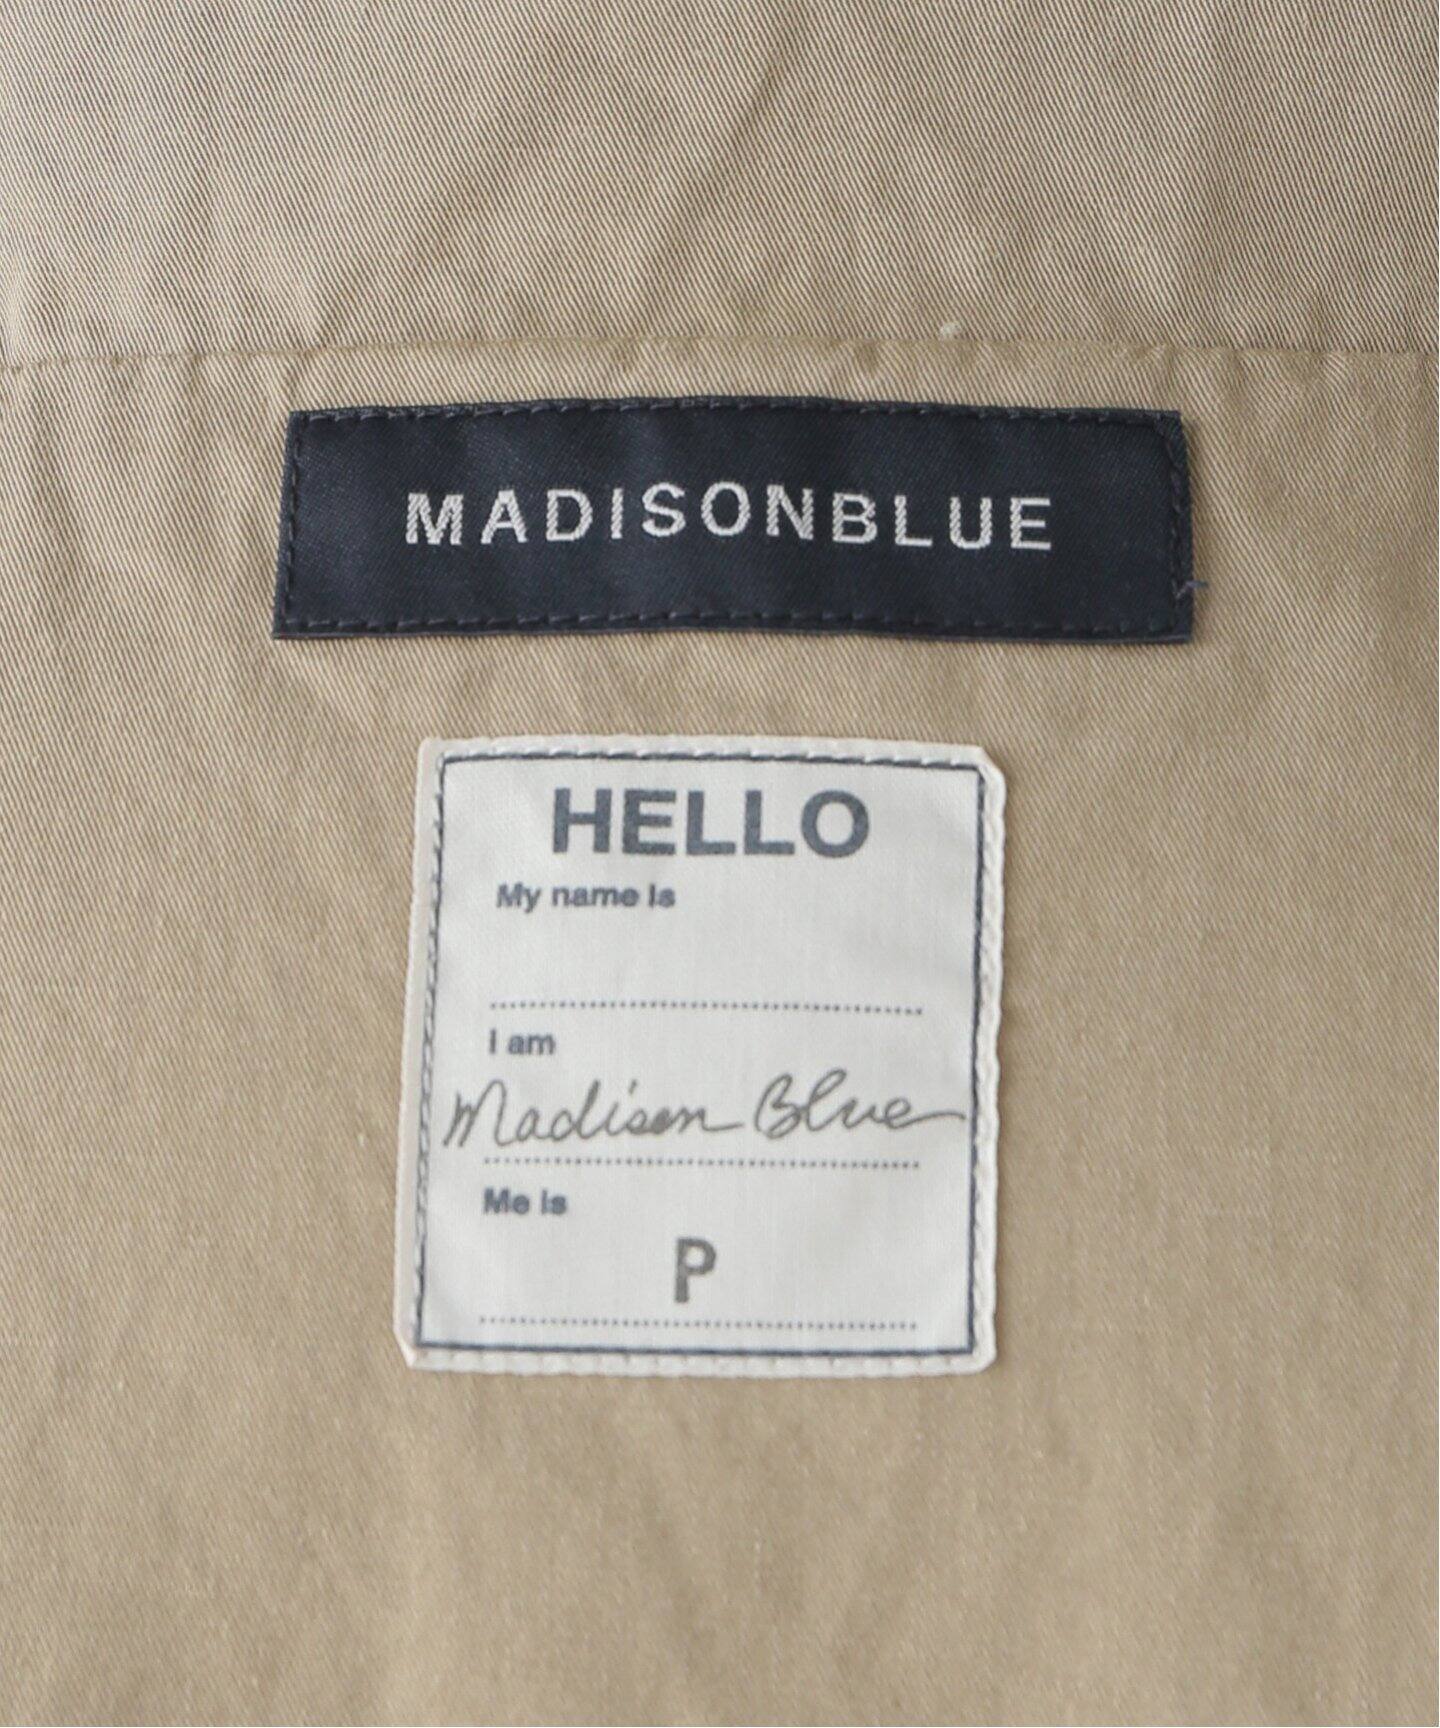 MADISONBLUE
HELLO
My name is
I am
Madison Blue
Me is
P